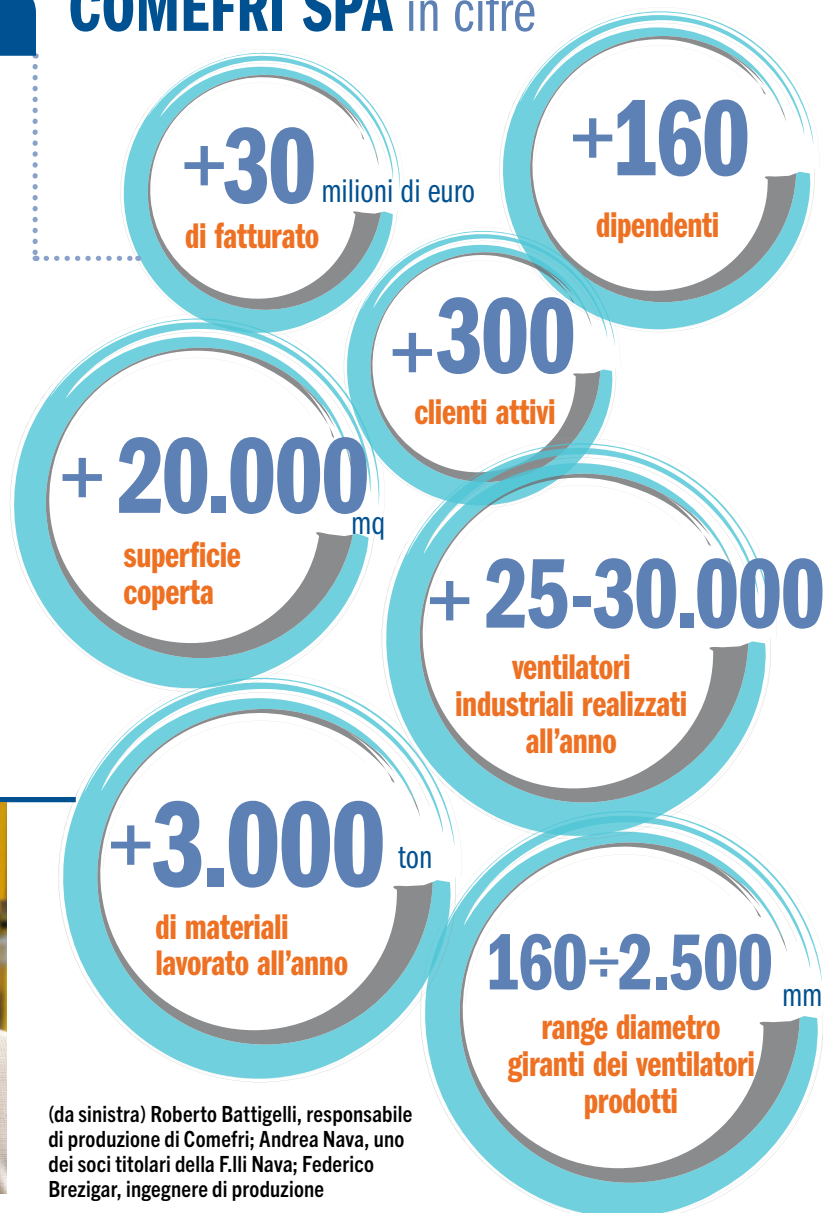 COMEFRI SPA in cifre
+30 milioni di euro
di fatturato
+160
dipendenti
+300
clienti attivi
+ 20.000 mq
superficie
coperta
+ 25-30.000
ventilatori
industriali realizzati
all'anno
+3.000 ton
di materiali
lavorato all'anno
160÷2.500 mm
range diametro
giranti dei ventilatori
prodotti
(da sinistra) Roberto Battigelli, responsabile
di produzione di Comefri; Andrea Nava, uno
dei soci titolari della F.lli Nava; Federico
Brezigar, ingegnere di produzione